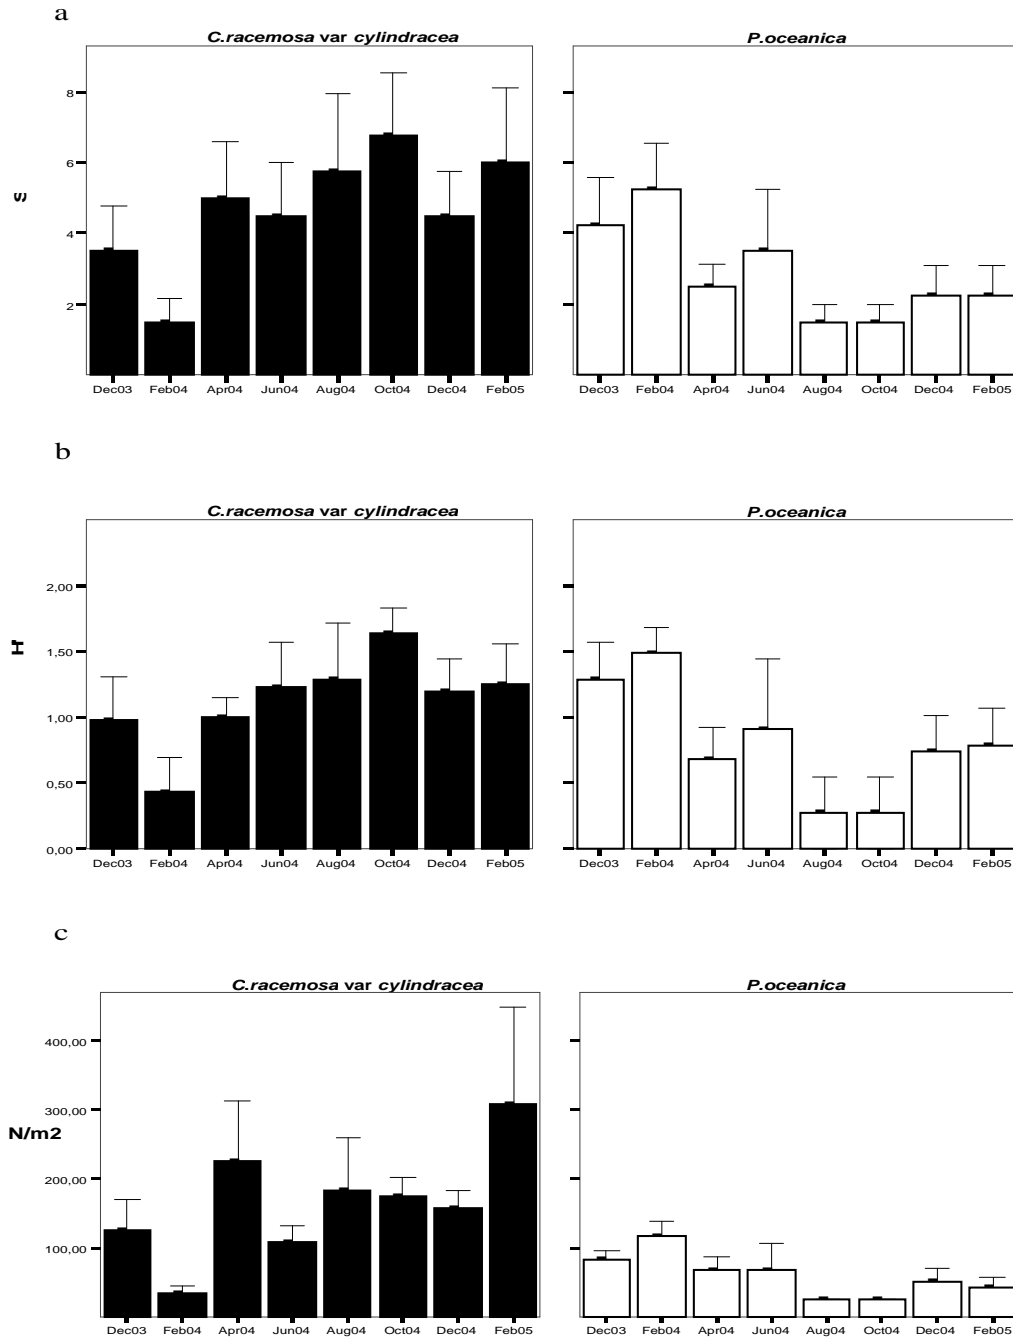 a
C.racemosa var cylindracea
P.oceanica
8
6
4
2
s
Dec03 Feb04 Apr04 Jun04 Aug04 Oct04 Dec04 Feb05
Dec03 Feb04 Apr04 Jun04 Aug04 Oct04 Dec04 Feb05
b
C.racemosa var cylindracea
P.oceanica
2,00
1,50
H'
1,00
0,50
0,00
Dec03 Feb04 Apr04 Jun04 Aug04 Oct04 Dec04 Feb05
Dec03 Feb04 Apr04 Jun04 Aug04 Oct04 Dec04 Feb05
c
C.racemosa var cylindracea
P.oceanica
400,00
300,00
N/m2
200,00
100,00
Dec03 Feb04 Apr04 Jun04 Aug04 Oct04 Dec04 Feb05
Dec03 Feb04 Apr04 Jun04 Aug04 Oct04 Dec04 Feb05